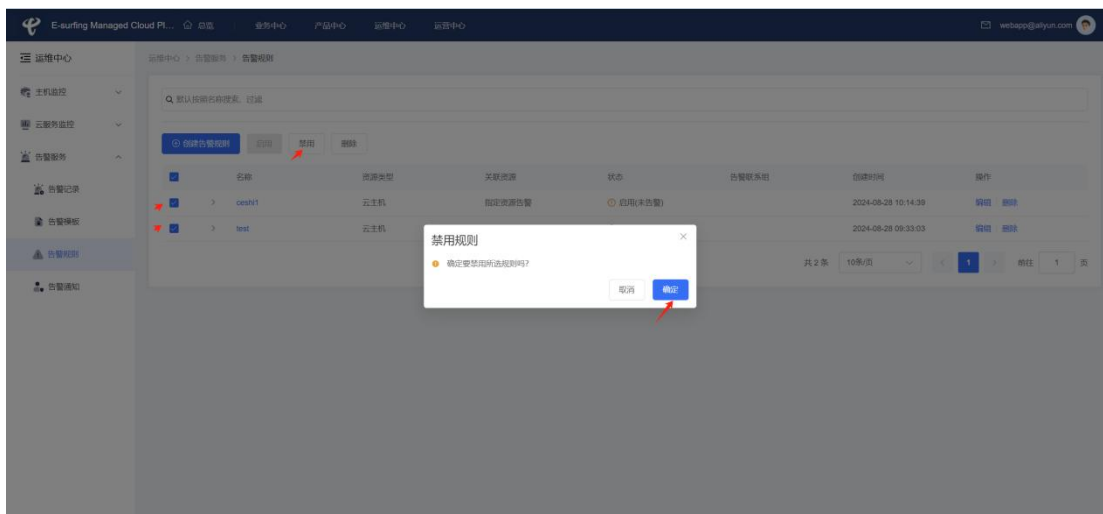 E-surfing Managed Cloud Pl... 总览 业务中心 产品中心 运维中心 运营中心 webapp@aliyun.com
运维中心 运维中心 > 告警服务 > 告警规则
主机监控
默认按照名称搜索、过滤
云服务监控
创建告警规则 启用 禁用 删除
告警服务
名称 资源类型 关联资源 状态 告警联系组 创建时间 操作
告警记录
ceshi1 云主机 指定资源告警 启用(未告警) 2024-08-28 10:14:39 编辑 删除
告警模板
test 云主机 2024-08-28 09:33:03 编辑 删除
禁用规则
告警规则
确定要禁用所选规则吗?
共 2 条 10条/页 1 前往 1 页
告警通知
取消 确定